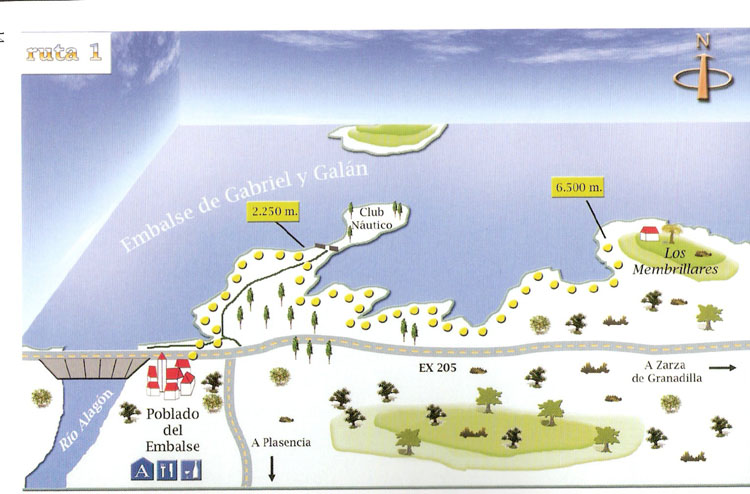 ruta 1
N
Embalse de Gabriel y Galán
2.250 m.
6.500 m.
Club
Náutico
Los
Membrillares
EX 205
A Zarza
de Granadilla
Río Alagón
Poblado
del
Embalse
A Plasencia
A